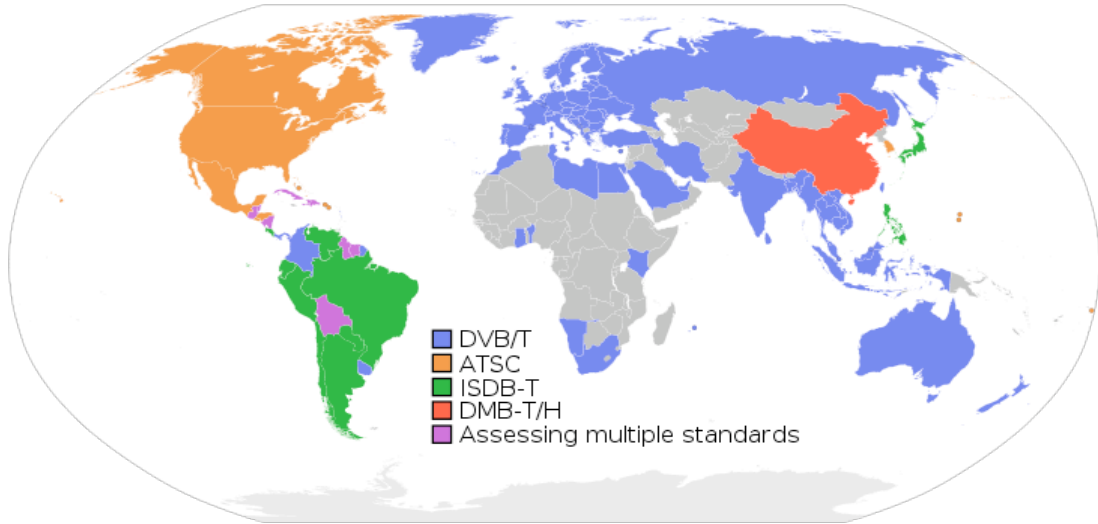 DVB/T
ATSC
ISDB-T
DMB-T/H
Assessing multiple standards